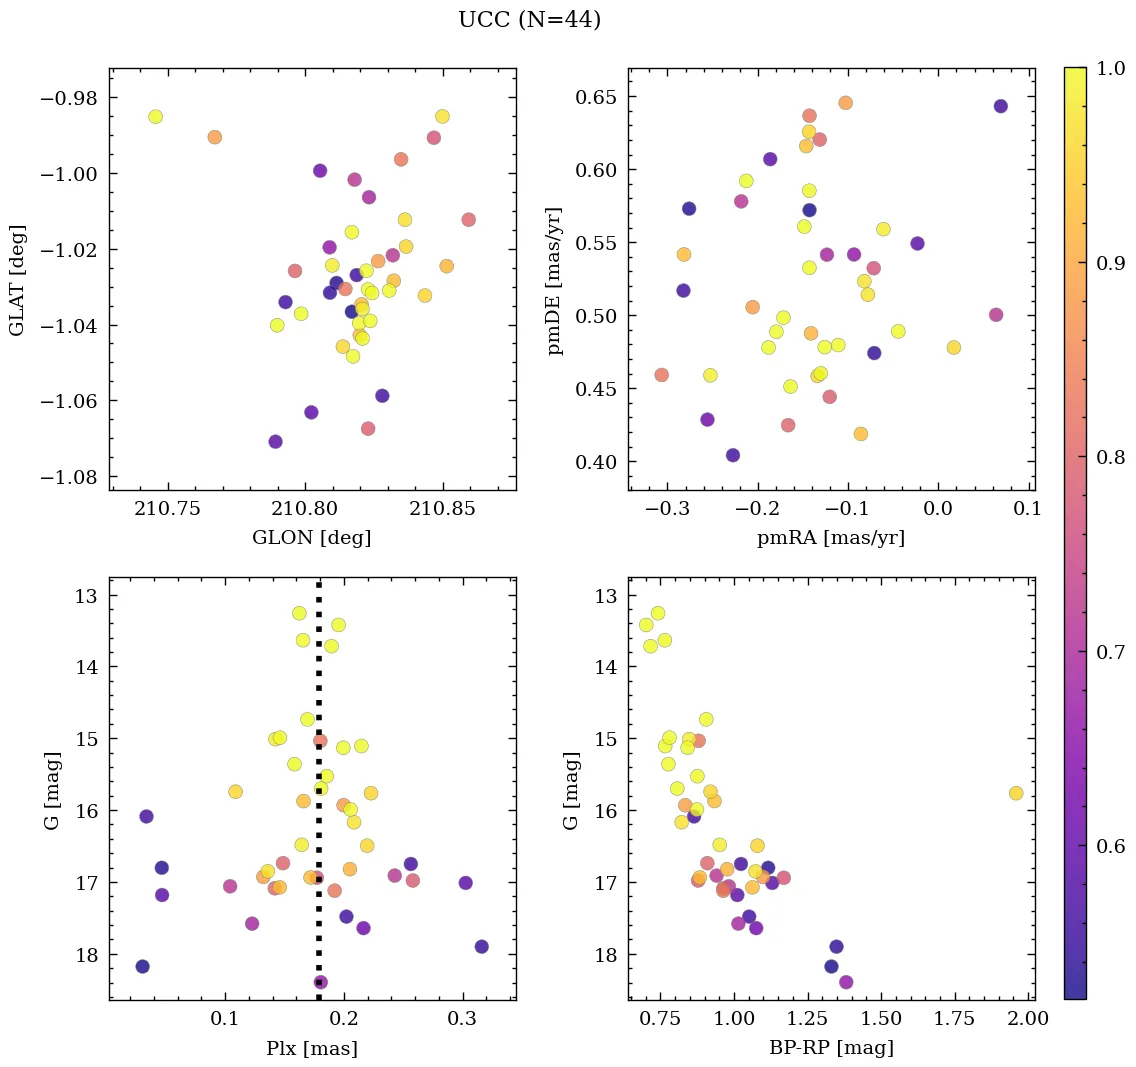 UCC (N=44)
−0.98
−1.00
−1.02
−1.04
−1.06
−1.08
GLAT [deg]
210.75 210.80 210.85
GLON [deg]
0.65
0.60
0.55
0.50
0.45
0.40
pmDE [mas/yr]
−0.3 −0.2 −0.1 0.0 0.1
pmRA [mas/yr]
1.0
0.9
0.8
0.7
0.6
13
14
15
16
17
18
G [mag]
0.1 0.2 0.3
Plx [mas]
13
14
15
16
17
18
G [mag]
0.75 1.00 1.25 1.50 1.75 2.00
BP-RP [mag]